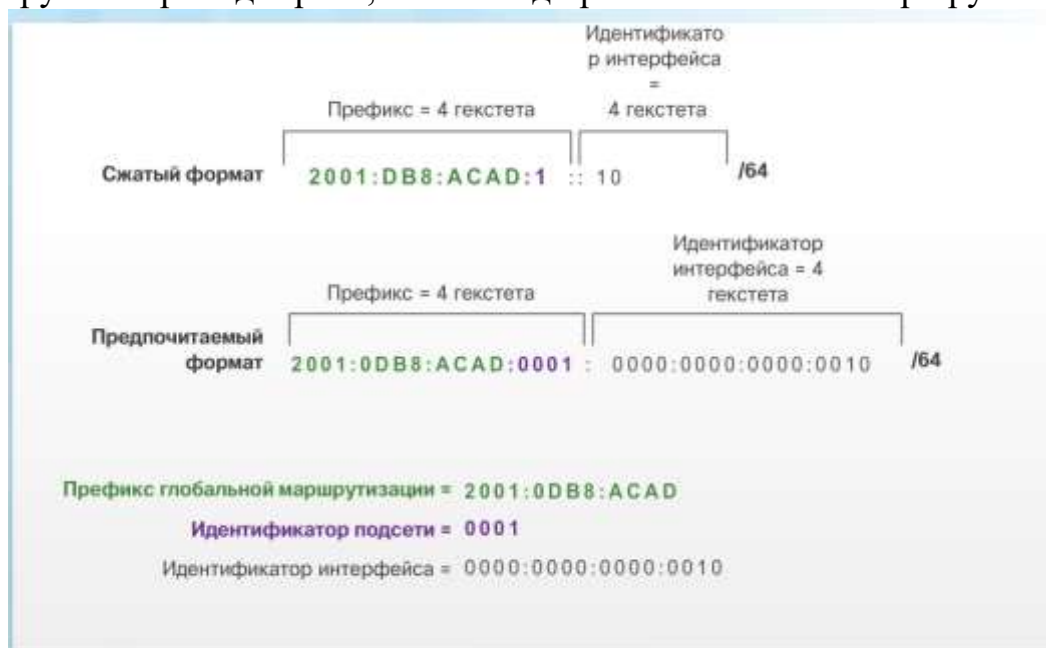 Идентификато
р интерфейса
=
Префикс = 4 гекстета 4 гекстета
Сжатый формат 2001:DB8:ACAD:1 :: 10 /64
Идентификатор
интерфейса = 4
Префикс = 4 гекстета гекстета
Предпочитаемый
формат 2001:0DB8:ACAD:0001 : 0000:0000:0000:0010 /64
Префикс глобальной маршрутизации = 2001:0DB8:ACAD
Идентификатор подсети = 0001
Идентификатор интерфейса = 0000:0000:0000:0010